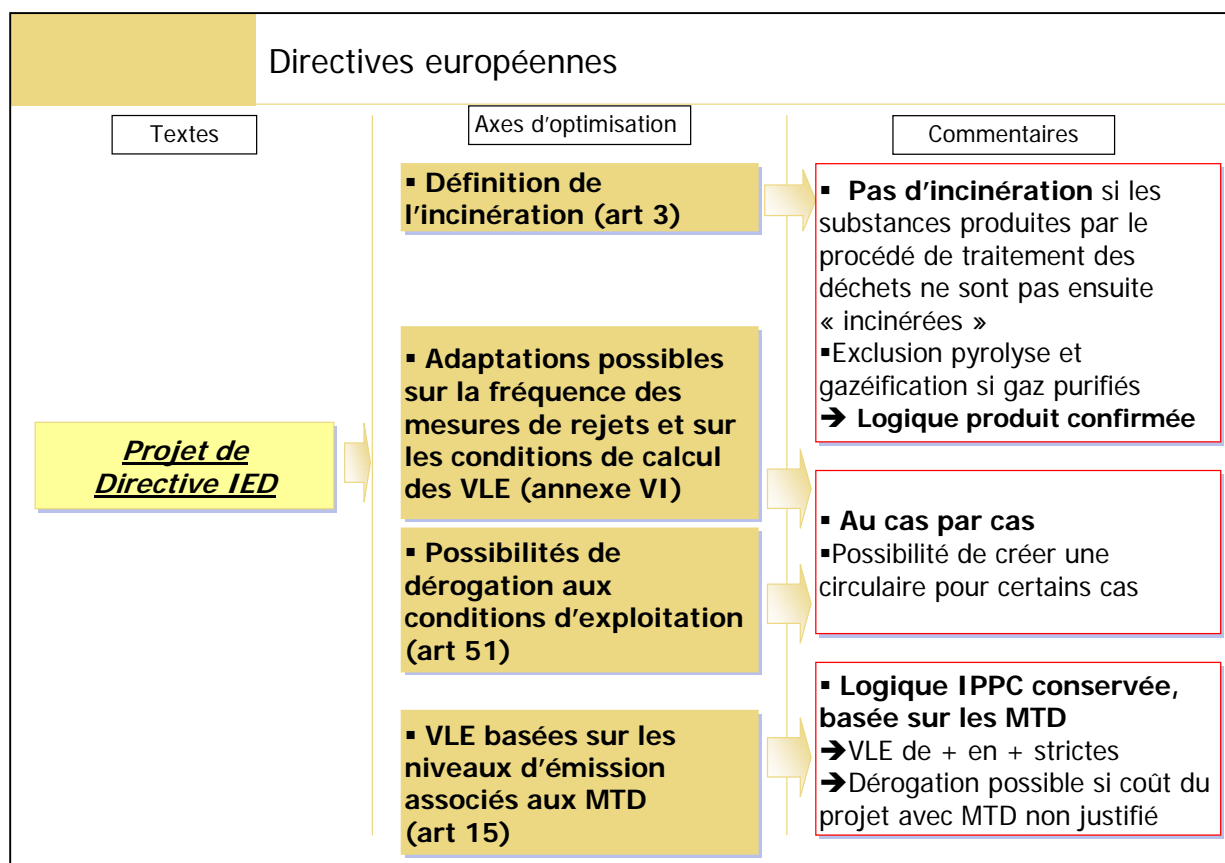 Directives européennes
Textes
Axes d'optimisation
Commentaires
Projet de
Directive IED
▪ Définition de
l'incinération (art 3)
▪ Adaptations possibles
sur la fréquence des
mesures de rejets et sur
les conditions de calcul
des VLE (annexe VI)
▪ Possibilités de
dérogation aux
conditions d'exploitation
(art 51)
▪ VLE basées sur les
niveaux d'émission
associés aux MTD
(art 15)
▪ Pas d'incinération si les
substances produites par le
procédé de traitement des
déchets ne sont pas ensuite
« incinérées »
▪Exclusion pyrolyse et
gazéification si gaz purifiés
➔ Logique produit confirmée
▪ Au cas par cas
▪Possibilité de créer une
circulaire pour certains cas
▪ Logique IPPC conservée,
basée sur les MTD
➔VLE de + en + strictes
➔Dérogation possible si coût du
projet avec MTD non justifié